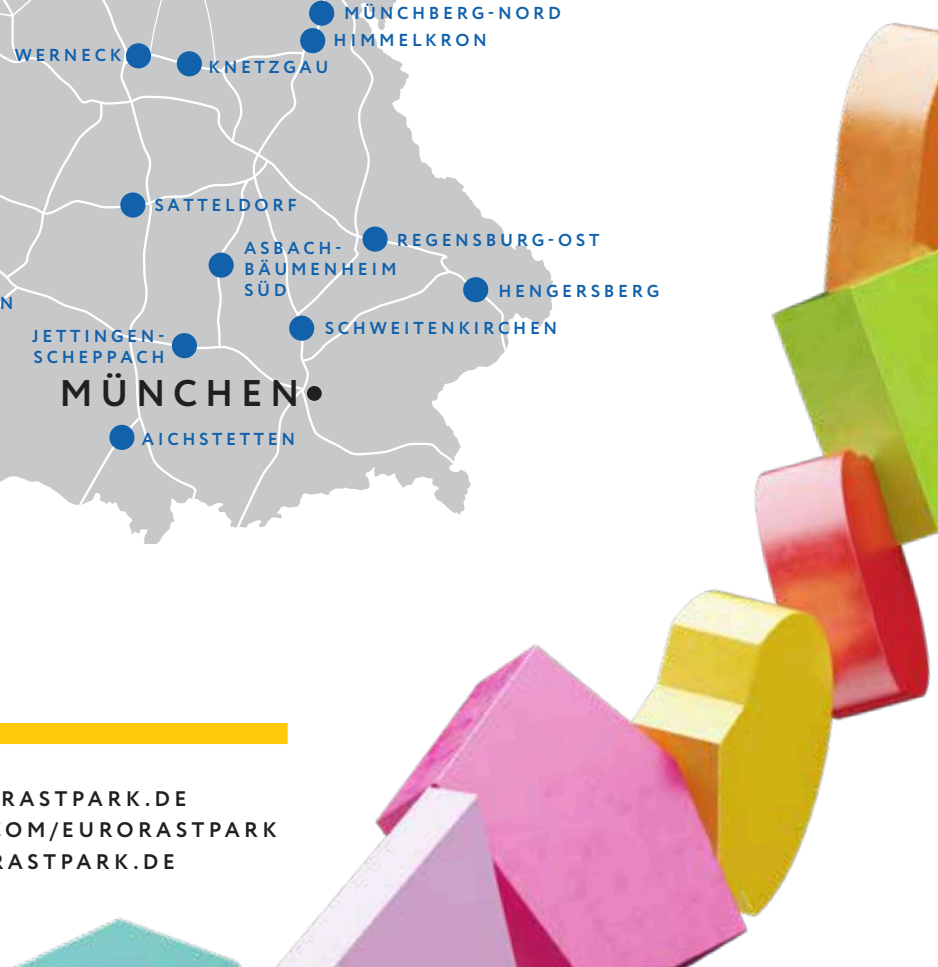 MÜNCHBERG-NORD
HIMMELKRON
WERNECK
KNETZGAU
SATTELDORF
REGENSBURG-OST
ASBACH-
BÄUMENHEIM
SÜD
HENGERSBERG
N
SCHWEITENKIRCHEN
JETTINGEN-
SCHEPPACH
MÜNCHEN
AICHSTETTEN
RASTPARK.DE
COM/EURORASTPARK
RASTPARK.DE